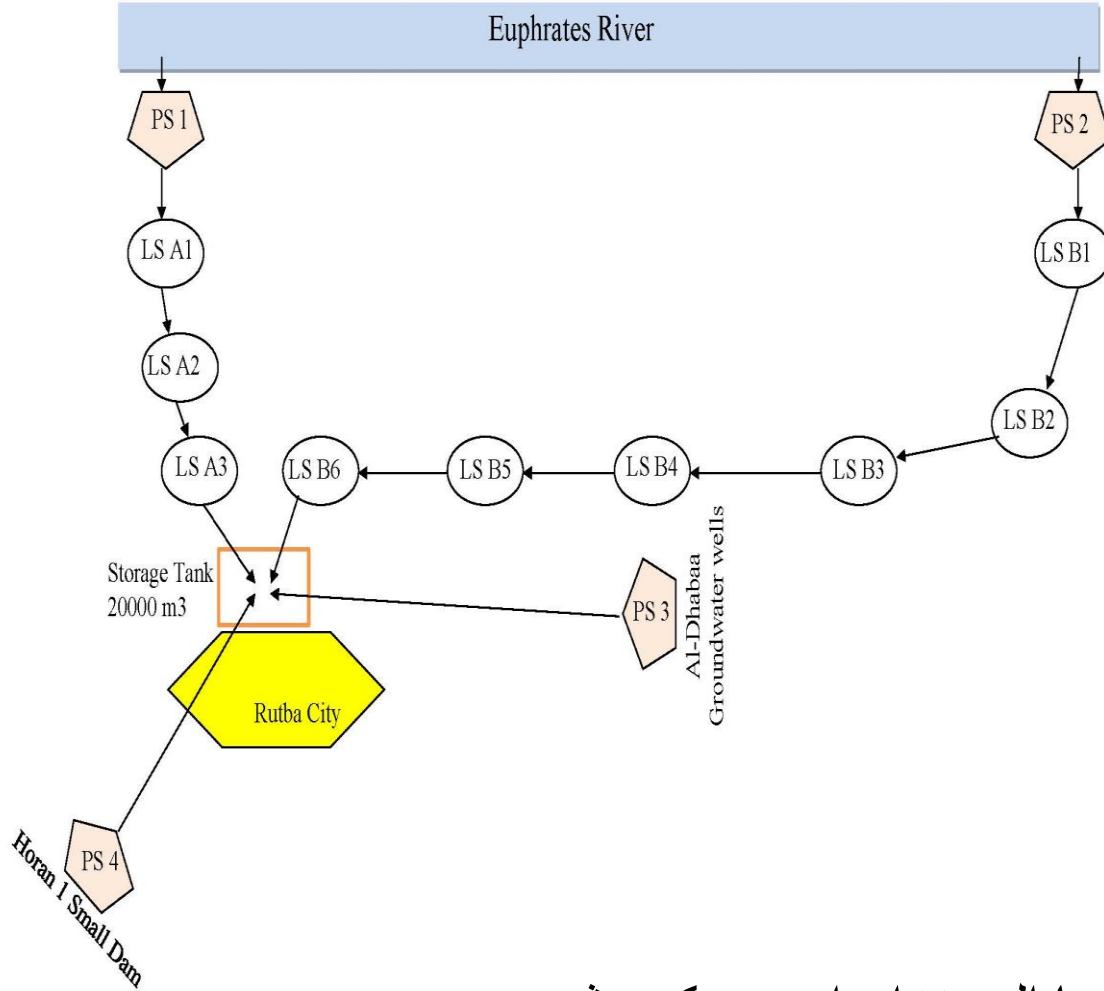 Euphrates River
PS 1
PS 2
LS A1
LS B1
LS A2
LS B2
LS A3
LS B6
LS B5
LS B4
LS B3
Storage Tank
20000 m3
PS 3
Al-Dhabaa
Groundwater wells
Rutba City
PS 4
Horan 1 Small Dam